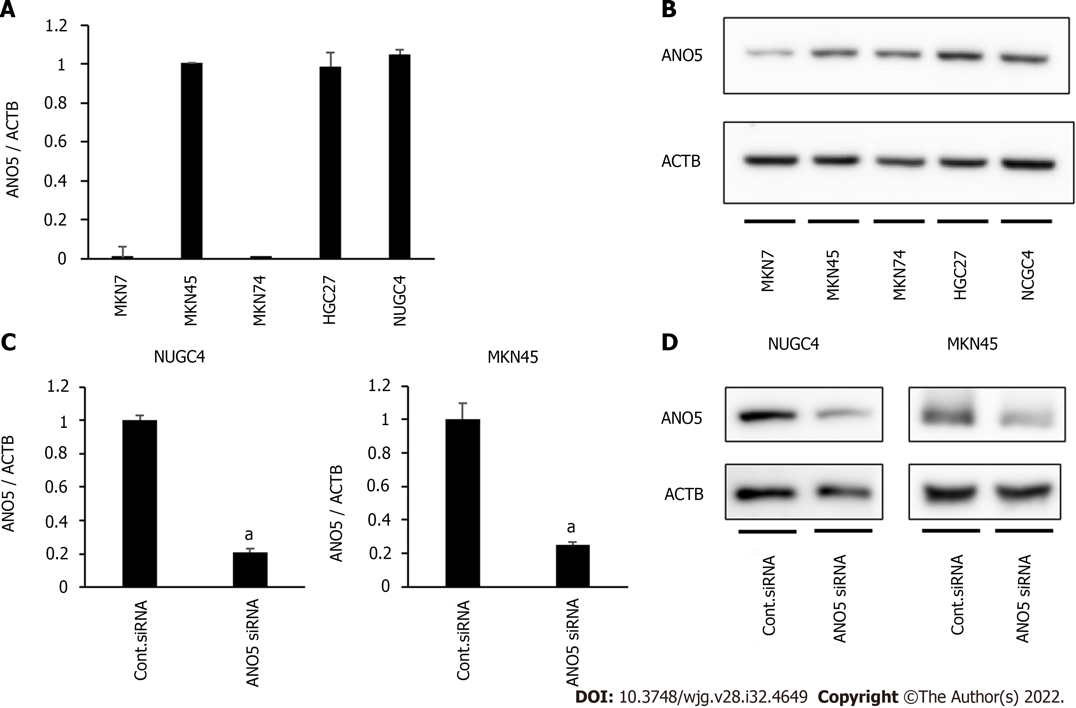 A
1.2
1
0.8
0.6
0.4
0.2
0
ANO5 / ACTB
MKN7
MKN45
MKN74
HGC27
NUGC4
B
ANO5
ACTB
MKN7
MKN45
MKN74
HGC27
NCGC4
C
NUGC4
1.2
1
0.8
0.6
0.4
0.2
0
ANO5 / ACTB
a
Cont.siRNA
ANO5 siRNA
MKN45
1.2
1
0.8
0.6
0.4
0.2
0
ANO5 / ACTB
a
Cont.siRNA
ANO5 siRNA
D
NUGC4
MKN45
ANO5
ACTB
Cont.siRNA
ANO5 siRNA
Cont.siRNA
ANO5 siRNA
DOI: 10.3748/wjg.v28.i32.4649 Copyright ©The Author(s) 2022.